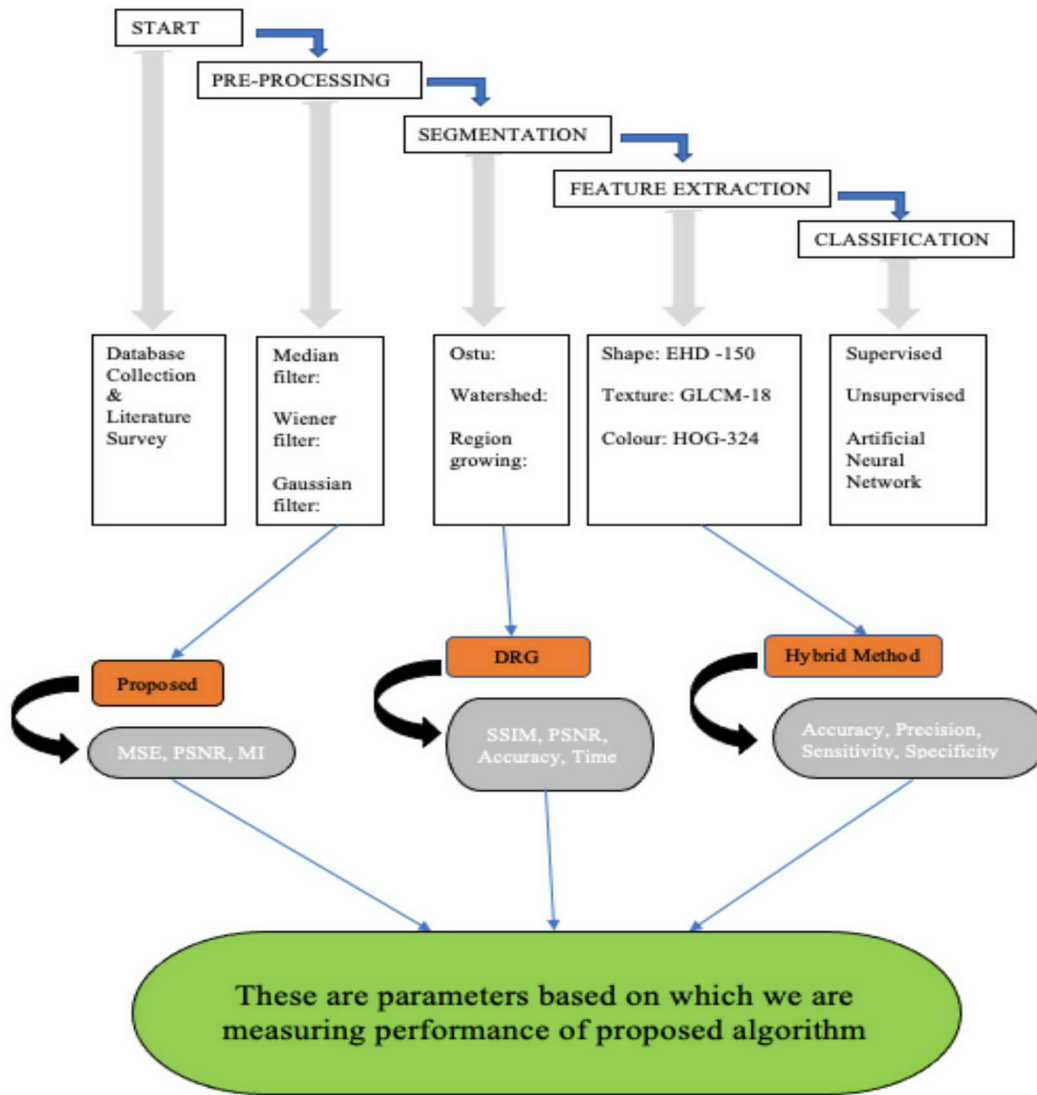 START
PRE-PROCESSING
SEGMENTATION
FEATURE EXTRACTION
CLASSIFICATION
Database
Collection
&
Literature
Survey
Median
filter:
Wiener
filter:
Gaussian
filter:
Ostu:
Watershed:
Region
growing:
Shape: EHD -150
Texture: GLCM-18
Colour: HOG-324
Supervised
Unsupervised
Artificial
Neural
Network
Proposed
MSE, PSNR, MI
DRG
SSIM, PSNR,
Accuracy, Time
Hybrid Method
Accuracy, Precision,
Sensitivity, Specificity
These are parameters based on which we are
measuring performance of proposed algorithm